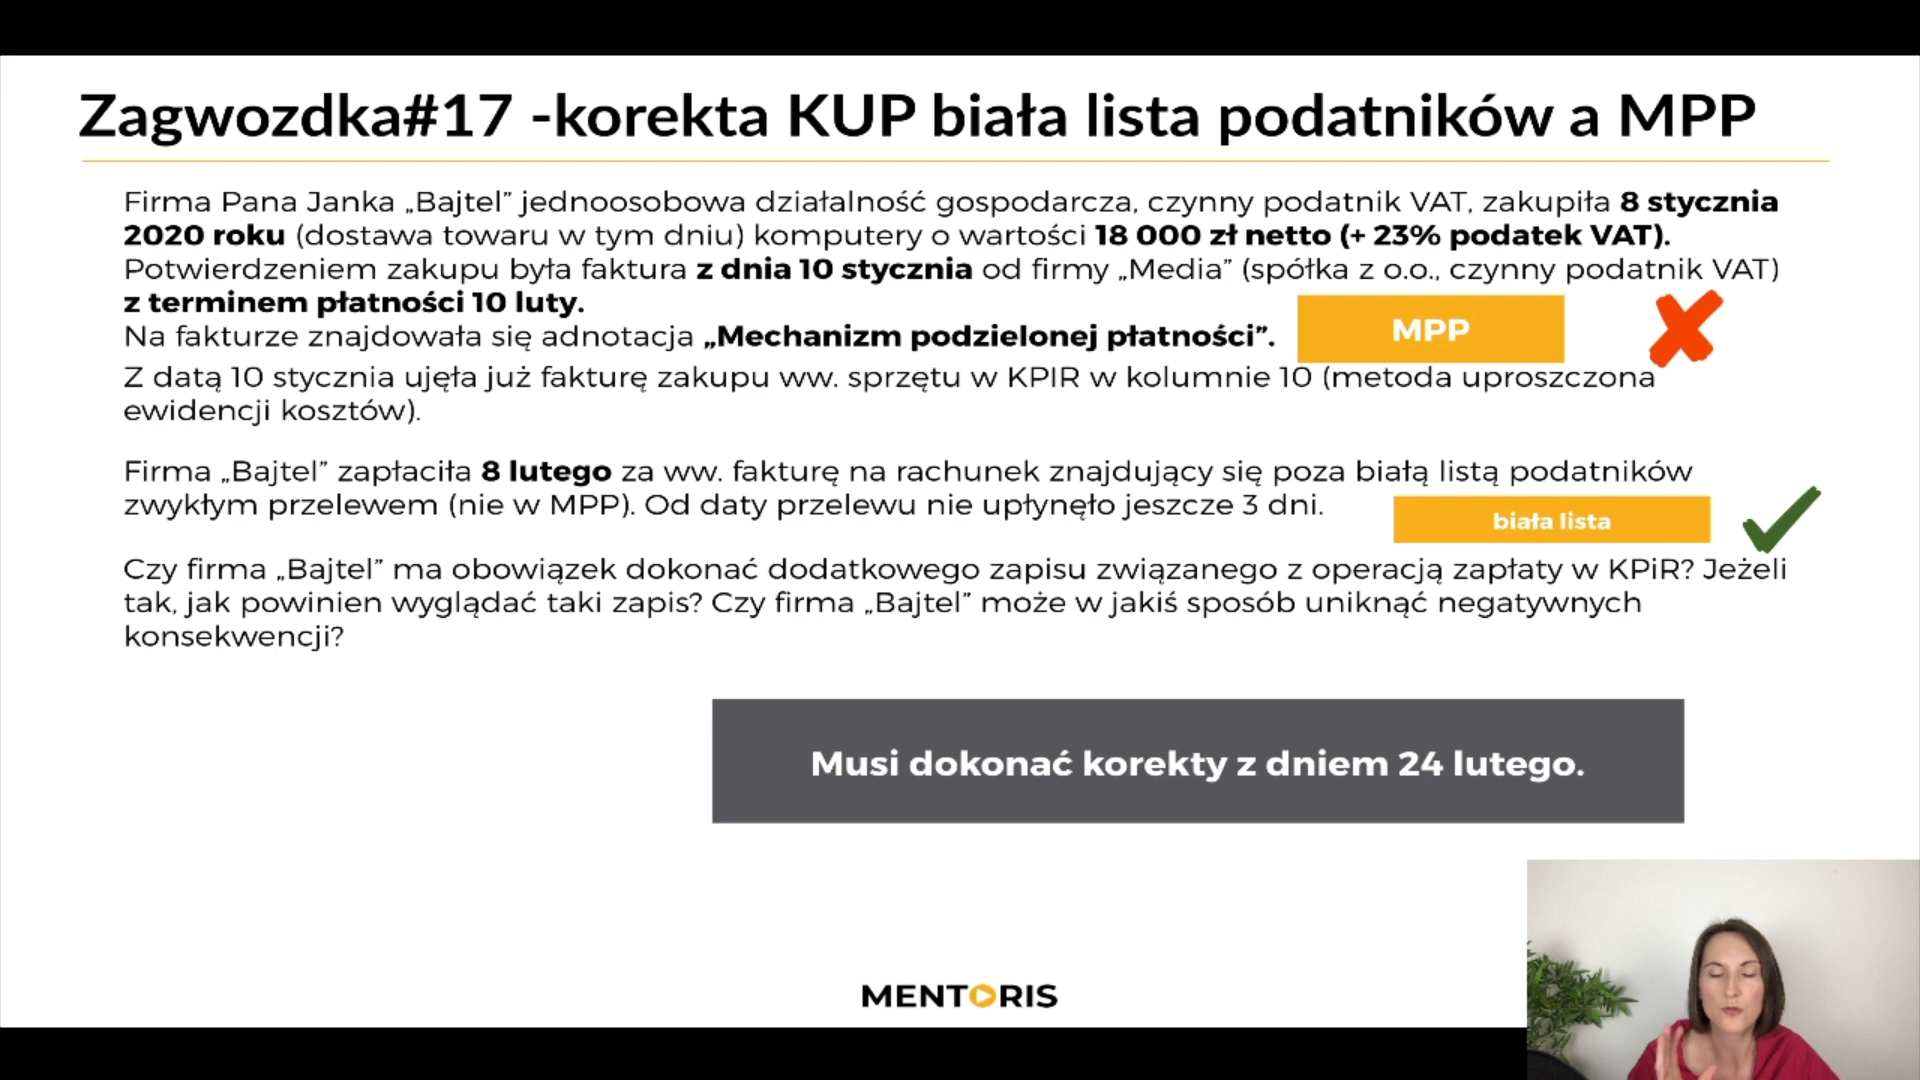 Zagwozdka#17 -korekta KUP biała lista podatników a MPP
Firma Pana Janka „Bajtel” jednoosobowa działalność gospodarcza, czynny podatnik VAT, zakupiła 8 stycznia
2020 roku (dostawa towaru w tym dniu) komputery o wartości 18 000 zł netto (+ 23% podatek VAT).
Potwierdzeniem zakupu była faktura z dnia 10 stycznia od firmy „Media” (spółka z o.o., czynny podatnik VAT)
z terminem płatności 10 luty.
Na fakturze znajdowała się adnotacja „Mechanizm podzielonej płatności”.
MPP
Z datą 10 stycznia ujęła już fakturę zakupu ww. sprzętu w KPIR w kolumnie 10 (metoda uproszczona
ewidencji kosztów).
Firma „Bajtel” zapłaciła 8 lutego za ww. fakturę na rachunek znajdujący się poza białą listą podatników
zwykłym przelewem (nie w MPP). Od daty przelewu nie upłynęło jeszcze 3 dni.
biała lista
Czy firma „Bajtel” ma obowiązek dokonać dodatkowego zapisu związanego z operacją zapłaty w KPiR? Jeżeli
tak, jak powinien wyglądać taki zapis? Czy firma „Bajtel” może w jakiś sposób uniknąć negatywnych
konsekwencji?
Musi dokonać korekty z dniem 24 lutego.
MENTORIS